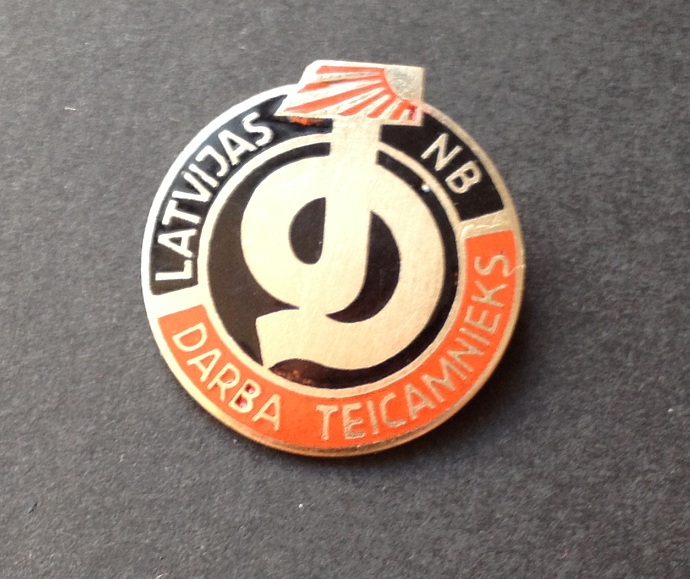 LATVIJAS NB
D
DARBA TEICAMNIEKS